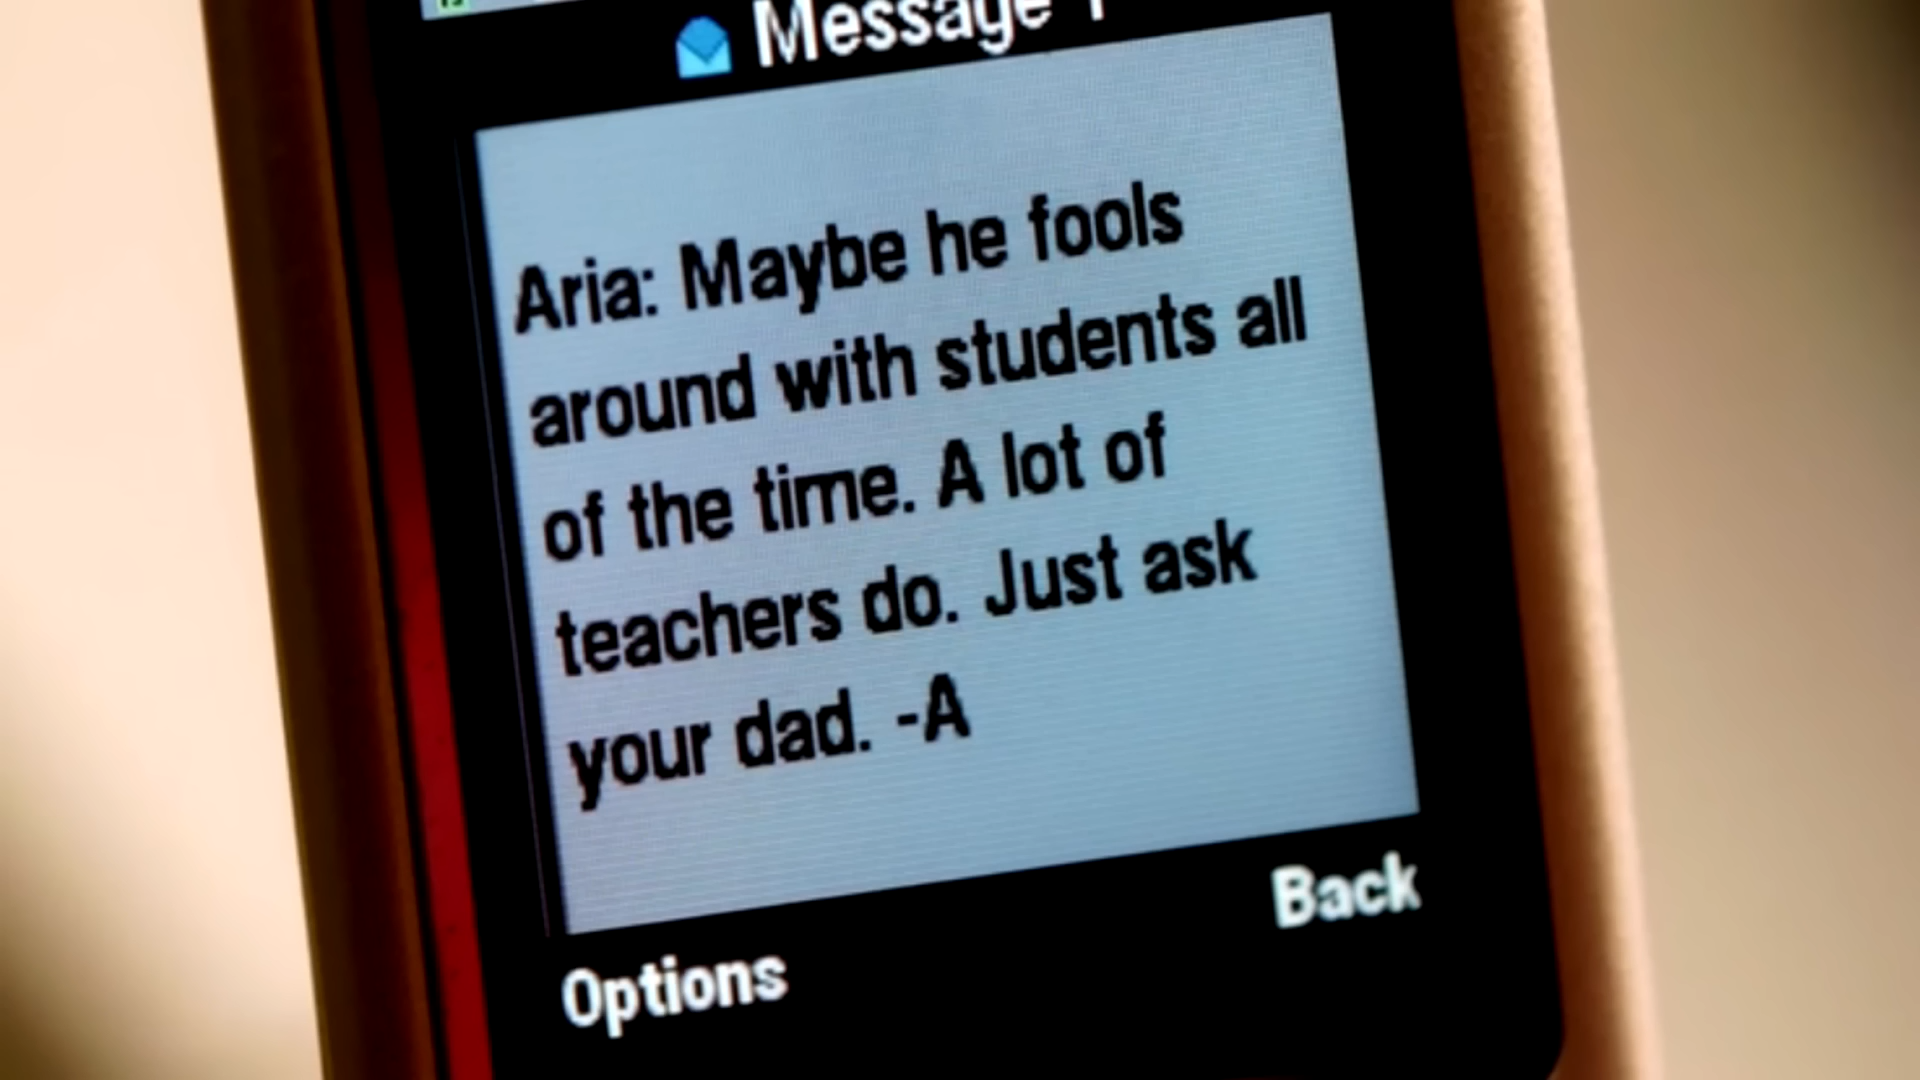 Message 1
Aria: Maybe he fools
around with students all
of the time. A lot of
teachers do. Just ask
your dad. -A
Back
Options